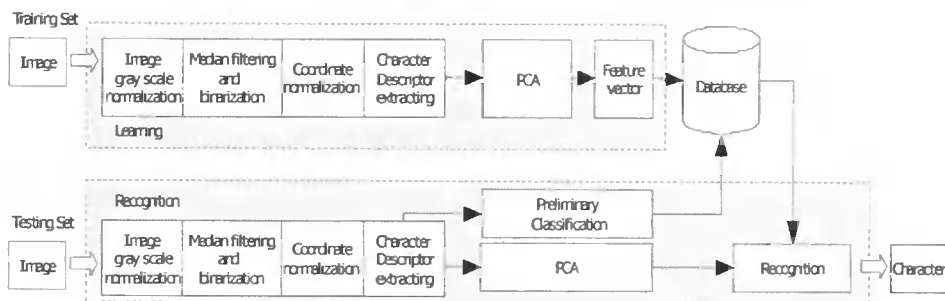 Training Set
Image
Image
gray scale
normalization
Median filtering
and
binarization
Coordinate
normalization
Character
Descriptor
extracting
PCA
Feature
vector
Database
Learning
Recognition
Testing Set
Image
Image
gray scale
normalization
Median filtering
and
binarization
Coordinate
normalization
Character
Descriptor
extracting
Preliminary
Classification
PCA
Recognition
Character